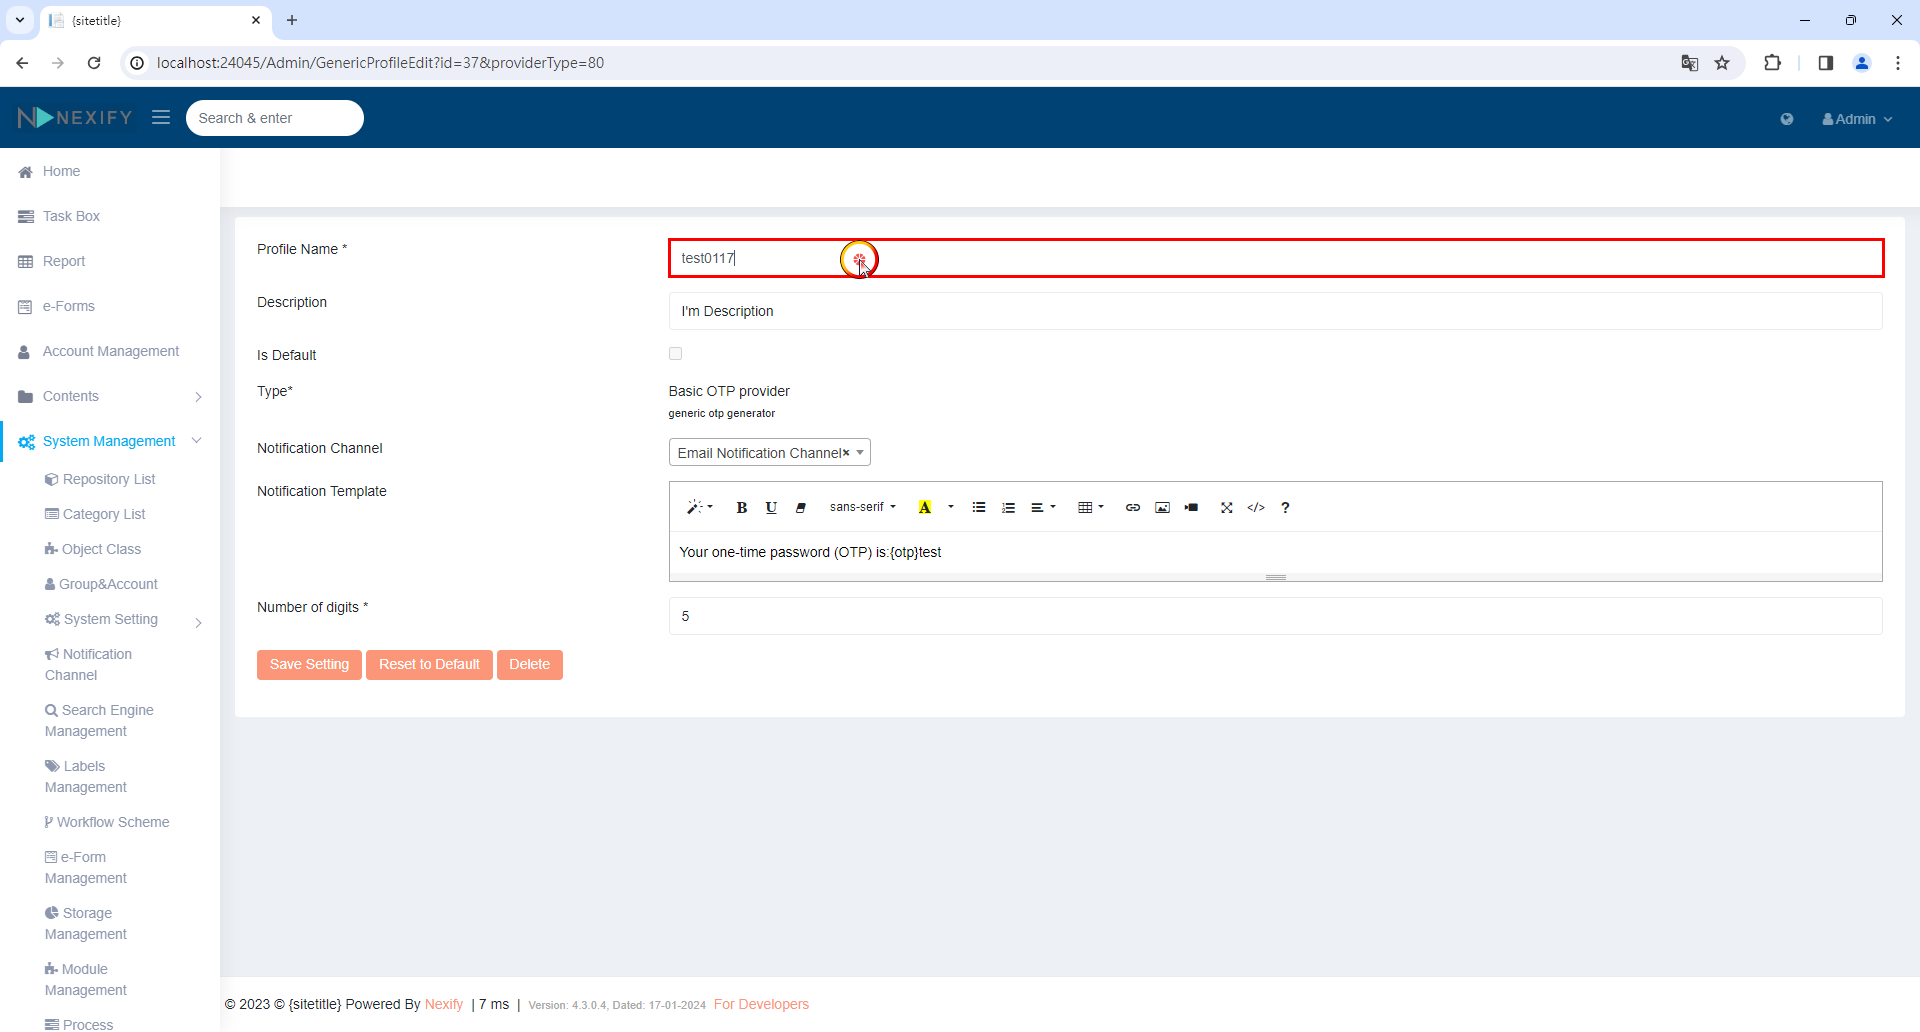 {sitetitle}
localhost:24045/Admin/GenericProfileEdit?id=37&providerType=80
NEXIFY
Search & enter
Admin
Home
Task Box
Report
e-Forms
Account Management
Contents
System Management
Repository List
Category List
Object Class
Group&Account
System Setting
Notification
Channel
Search Engine
Management
Labels
Management
Workflow Scheme
e-Form
Management
Storage
Management
Module
Management
Process
Profile Name *
test0117
Description
I'm Description
Is Default
Type*
Basic OTP provider
generic otp generator
Notification Channel
Email Notification Channel×
Notification Template
B U sans-serif A </> ?
Your one-time password (OTP) is:{otp}test
Number of digits *
5
Save Setting Reset to Default Delete
© 2023 © {sitetitle} Powered By Nexify | 7 ms | Version: 4.3.0.4, Dated: 17-01-2024 For Developers